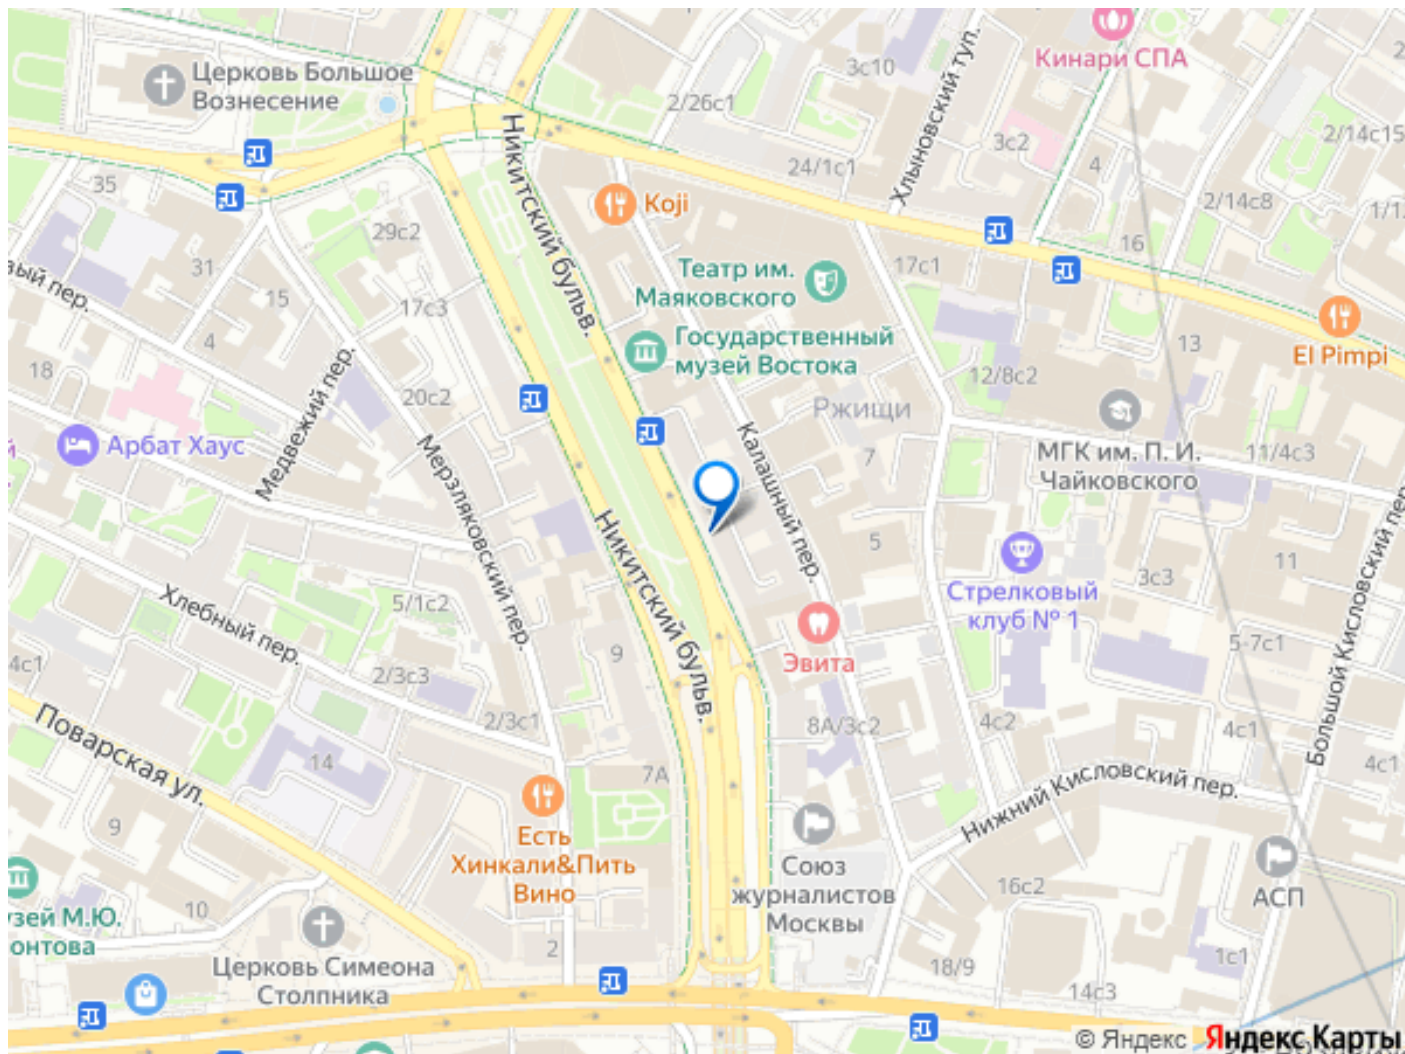 Церковь Большое
Вознесение
Кинари СПА
3с10
2/26с1
Хлыновский туп.
3с2
4
2/14с15
24/1с1
35
Никитский бульв.
Koji
2/14с8
1/1
29с2
16
31
Театр им.
Маяковского
17с1
вый пер.
15
17с3
Государственный
музей Востока
El Pimpi
4
13
18
12/8с2
Медвежий пер.
20с2
Ржищи
Арбат Хаус
й
Мерзляковский пер.
Калашный пер.
7
МГК им. П. И.
Чайковского
11/4с3
Никитский бульв.
5
11
3с3
Стрелковый
клуб № 1
Хлебный пер.
5/1с2
Большой Кисловский пер.
9
Эвита
5-7с1
4с1
2/3с3
2/3с1
8А/3с2
4с2
4с1
Поварская ул.
14
7А
4с1
Нижний Кисловский пер.
9
Есть
Хинкали&Пить
Вино
Союз
журналистов
Москвы
16с2
АСП
узей М.Ю.
онтова
10
2
Церковь Симеона
Столпника
18/9
1с1
14с3
© Яндекс Яндекс Карты